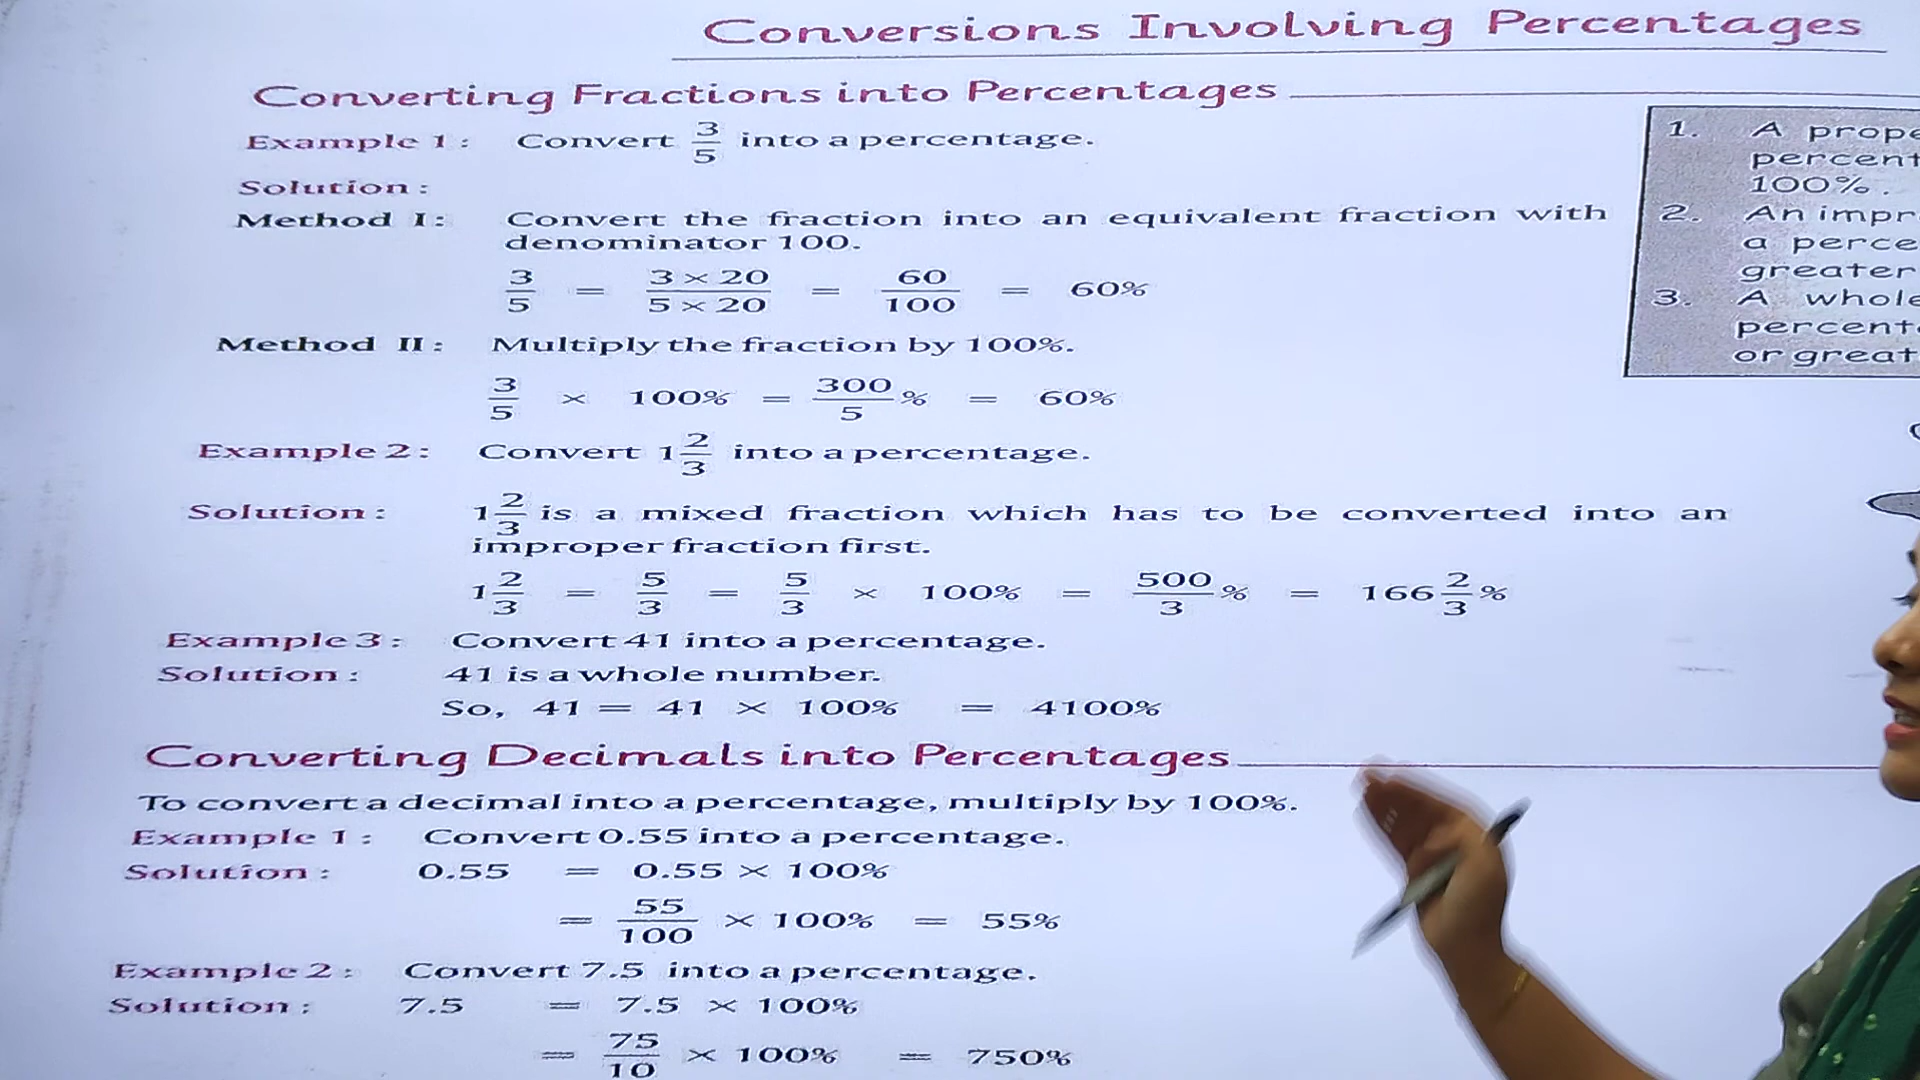 Conversions Involving Percentages
Converting Fractions into Percentages
Example 1 : Convert 3/5 into a percentage.
Solution :
Method I : Convert the fraction into an equivalent fraction with
denominator 100.
3/5 = 3 × 20 / 5 × 20 = 60/100 = 60%
Method II : Multiply the fraction by 100%.
3/5 × 100% = 300/5 % = 60%
Example 2 : Convert 1 2/3 into a percentage.
Solution : 1 2/3 is a mixed fraction which has to be converted into an
improper fraction first.
1 2/3 = 5/3 = 5/3 × 100% = 500/3 % = 166 2/3 %
Example 3 : Convert 41 into a percentage.
Solution : 41 is a whole number.
So, 41 = 41 × 100% = 4100%
Converting Decimals into Percentages
To convert a decimal into a percentage, multiply by 100%.
Example 1 : Convert 0.55 into a percentage.
Solution : 0.55 = 0.55 × 100%
= 55/100 × 100% = 55%
Example 2 : Convert 7.5 into a percentage.
Solution : 7.5 = 7.5 × 100%
= 75/10 × 100% = 750%
1. A
100%.
2. An
a
greater
3. A
or